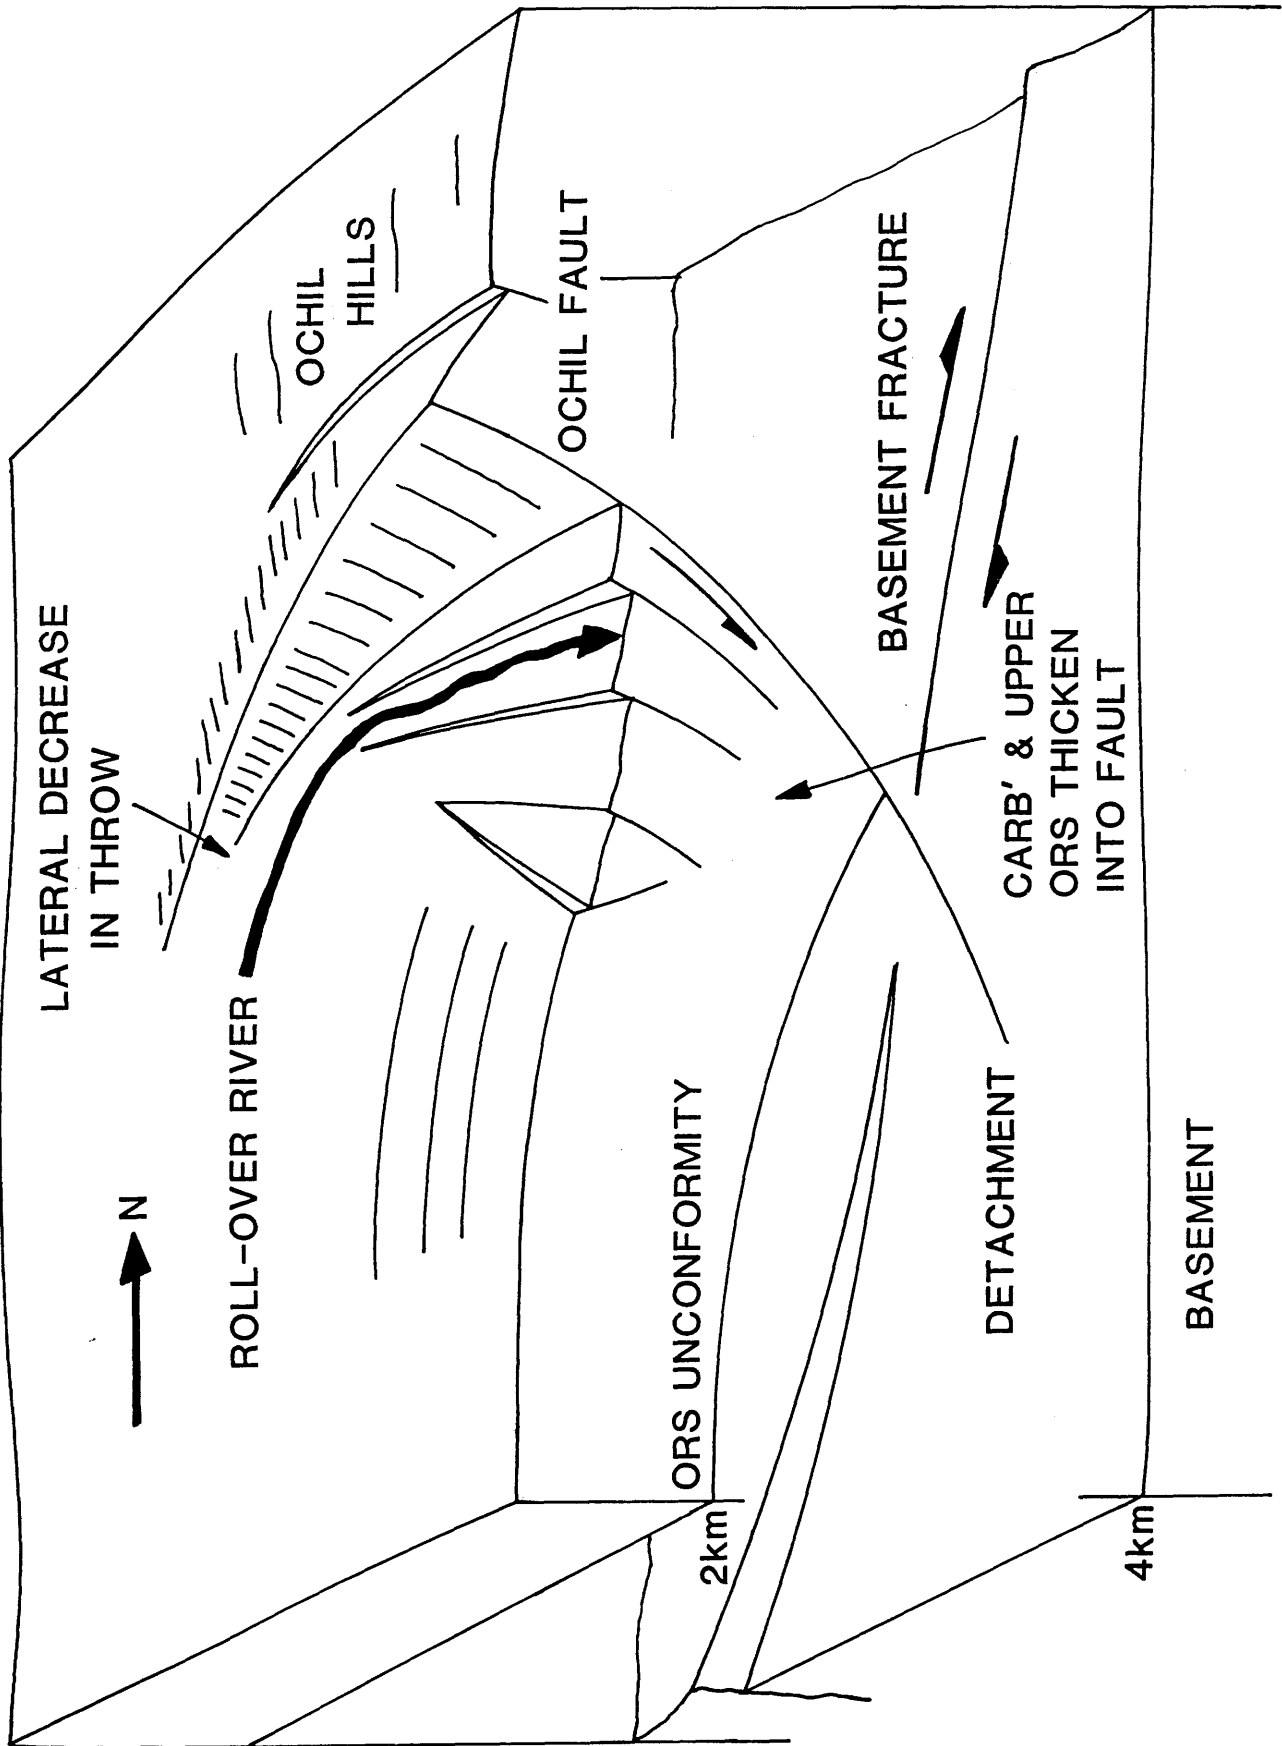 LATERAL DECREASE
IN THROW
N
ROLL-OVER RIVER
OCHIL
HILLS
OCHIL FAULT
ORS UNCONFORMITY
2km
BASEMENT FRACTURE
DETACHMENT
CARB' & UPPER
ORS THICKEN
INTO FAULT
4km
BASEMENT